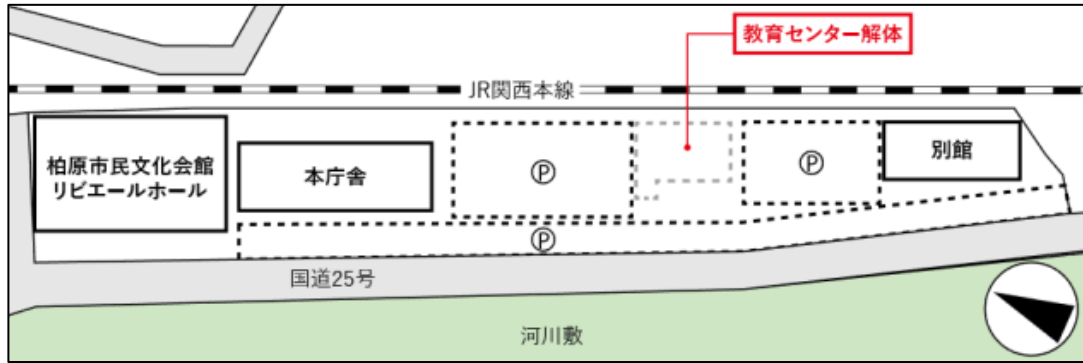 教育センター解体
JR関西本線
柏原市民文化会館
リビエールホール
本庁舎
Ⓟ
Ⓟ
別館
Ⓟ
国道25号
河川敷